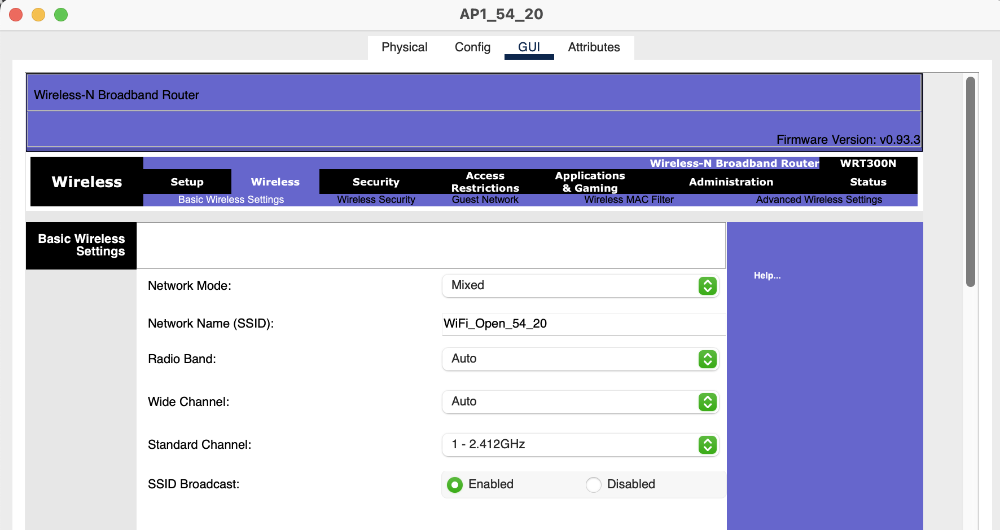 AP1_54_20
Physical Config GUI Attributes
Wireless-N Broadband Router
Firmware Version: v0.93.3
Wireless-N Broadband Router WRT300N
Wireless
Setup Wireless Security Access Restrictions Applications & Gaming Administration Status
Basic Wireless Settings Wireless Security Guest Network Wireless MAC Filter Advanced Wireless Settings
Basic Wireless
Settings
Help...
Network Mode: Mixed
Network Name (SSID): WiFi_Open_54_20
Radio Band: Auto
Wide Channel: Auto
Standard Channel: 1 - 2.412GHz
SSID Broadcast: Enabled Disabled